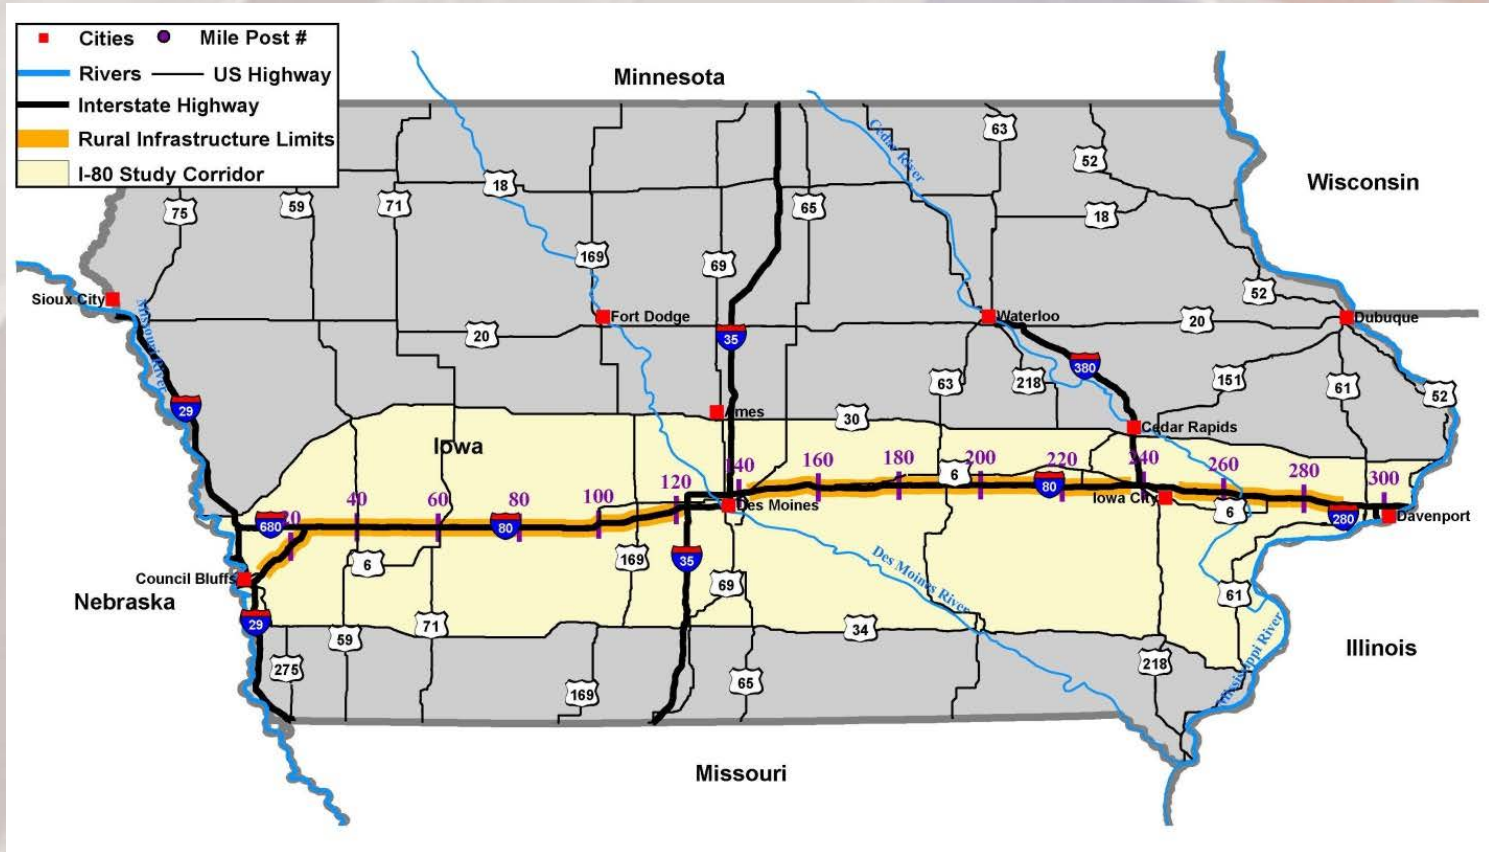 Cities
Mile Post #
Rivers
US Highway
Interstate Highway
Rural Infrastructure Limits
I-80 Study Corridor
Minnesota
Wisconsin
Cedar River
63
52
18
75
59
71
65
18
169
69
52
Sioux City
Missouri River
Fort Dodge
Waterloo
20
Dubuque
20
35
380
63
218
151
61
52
29
Ames
30
Cedar Rapids
Iowa
40
60
80
100
120
140
160
180
6
200
220
240
260
280
300
680
20
80
80
Des Moines
Iowa City
6
280
Davenport
Council Bluffs
6
169
35
69
Des Moines River
61
Nebraska
29
59
71
34
Illinois
275
169
65
218
Mississippi River
Missouri